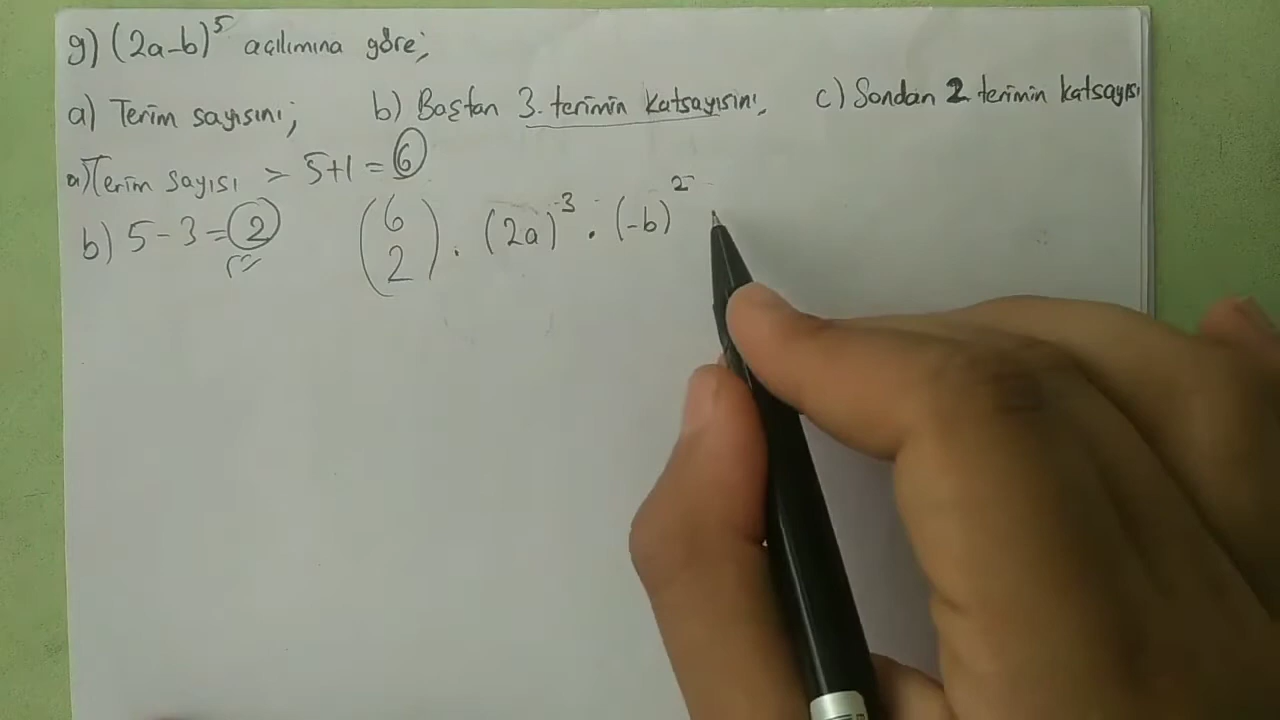 g) (2a-b)^5 açılımına göre;
a) Terim sayısını; b) Baştan 3. terimin katsayısını, c) Sondan 2 terimin katsayısı
a) Terim sayısı = 5+1 = 6
b) 5-3=2 (6 2) . (2a)^3 . (-b)^2